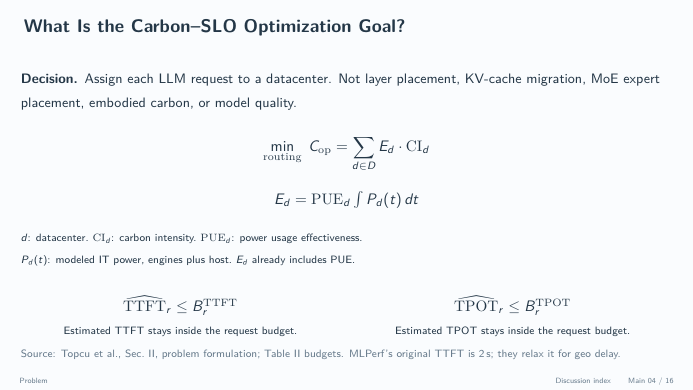 What Is the Carbon–SLO Optimization Goal?
Decision. Assign each LLM request to a datacenter. Not layer placement, KV-cache migration, MoE expert
placement, embodied carbon, or model quality.
min_{routing} C_{op} = ∑_{d∈D} E_d · CI_d
E_d = PUE_d ∫ P_d(t) dt
d: datacenter. CI_d: carbon intensity. PUE_d: power usage effectiveness.
P_d(t): modeled IT power, engines plus host. E_d already includes PUE.
\widehat{TTFT}_r ≤ B_r^{TTFT}
Estimated TTFT stays inside the request budget.
\widehat{TPOT}_r ≤ B_r^{TPOT}
Estimated TPOT stays inside the request budget.
Source: Topcu et al., Sec. II, problem formulation; Table II budgets. MLPerf's original TTFT is 2 s; they relax it for geo delay.
Problem
Discussion index Main 04 / 16